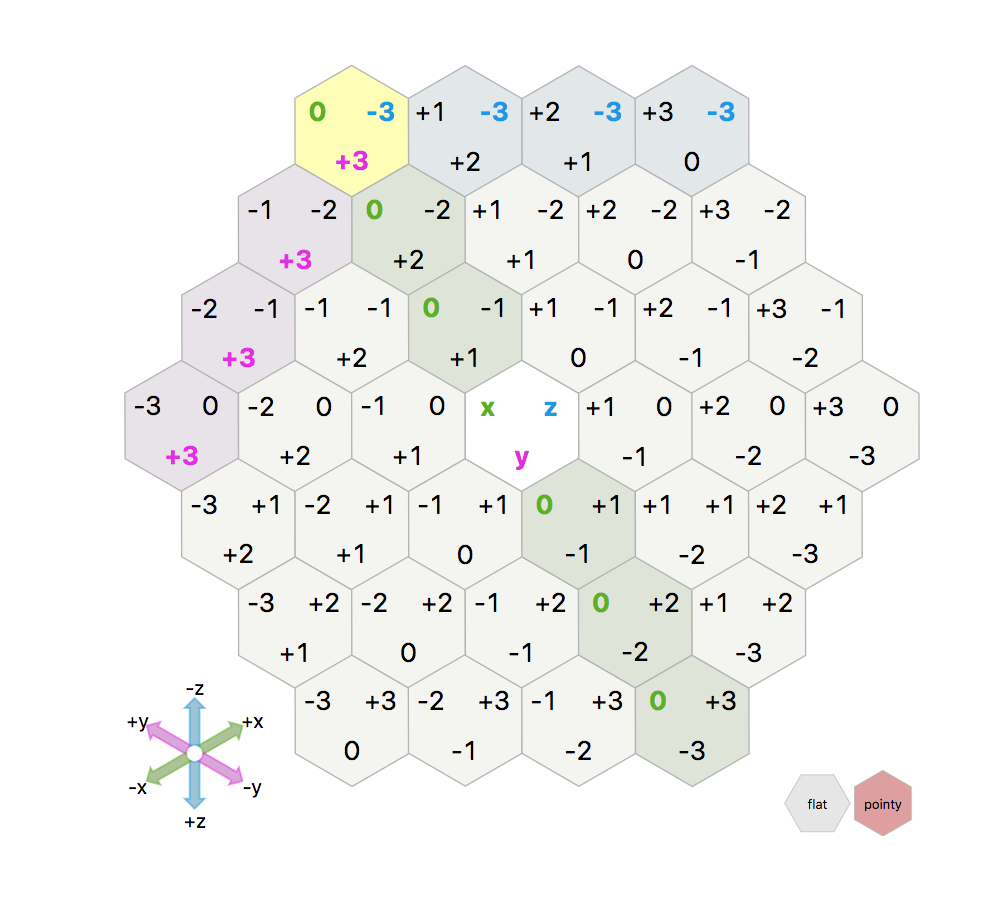 0 -3 +1 -3 +2 -3 +3 -3
+3 +2 +1 0
-1 -2 0 -2 +1 -2 +2 -2 +3 -2
+3 +2 +1 0 -1
-2 -1 -1 -1 0 -1 +1 -1 +2 -1 +3 -1
+3 +2 +1 0 -1 -2
-3 0 -2 0 -1 0 x z +1 0 +2 0 +3 0
+3 +2 +1 y -1 -2 -3
-3 +1 -2 +1 -1 +1 0 +1 +1 +1 +2 +1
+2 +1 0 -1 -2 -3
-3 +2 -2 +2 -1 +2 0 +2 +1 +2
+1 0 -1 -2 -3
-3 +3 -2 +3 -1 +3 0 +3
0 -1 -2 -3
-z
+y +x
-x -y
+z
flat pointy